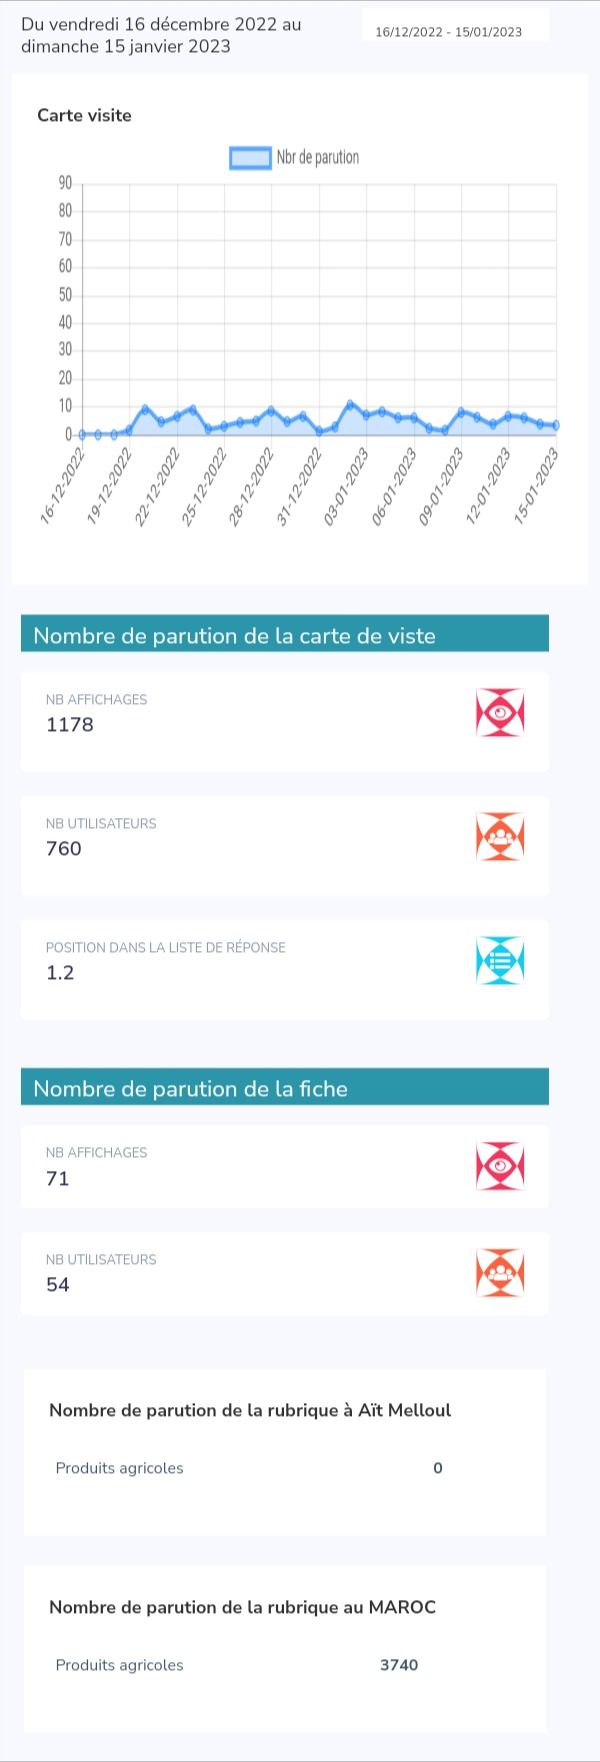 Du vendredi 16 décembre 2022 au
dimanche 15 janvier 2023
16/12/2022 - 15/01/2023
Carte visite
Nbr de parution
90
80
70
60
50
40
30
20
10
0
16-12-2022
19-12-2022
22-12-2022
25-12-2022
28-12-2022
31-12-2022
03-01-2023
06-01-2023
09-01-2023
12-01-2023
15-01-2023
Nombre de parution de la carte de viste
NB AFFICHAGES
1178
NB UTILISATEURS
760
POSITION DANS LA LISTE DE RÉPONSE
1.2
Nombre de parution de la fiche
NB AFFICHAGES
71
NB UTILISATEURS
54
Nombre de parution de la rubrique à Aït Melloul
Produits agricoles 0
Nombre de parution de la rubrique au MAROC
Produits agricoles 3740